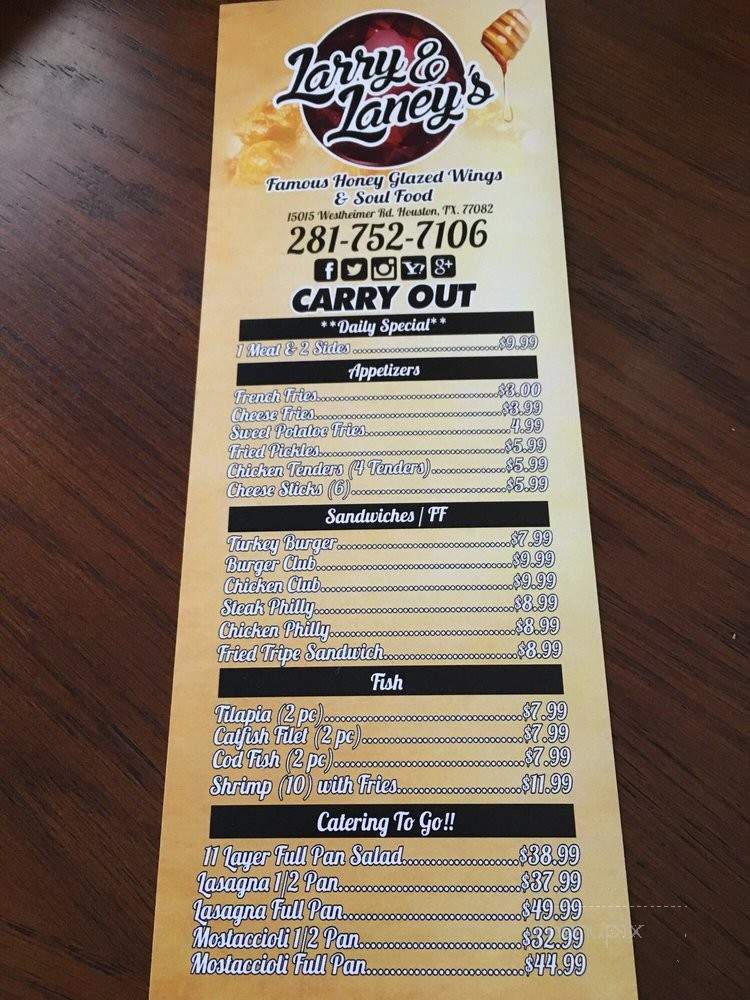 Larry &
Laney's
Famous Honey Glazed Wings
& Soul Food
15015 Westheimer Rd. Houston, TX. 77082
281-752-7106
f Y! g+
CARRY OUT
**Daily Special**
1 Meat & 2 Sides....................$9.99
Appetizers
French Fries....................$3.00
Cheese Fries....................$3.99
Sweet Potatoe Fries....................4.99
Fried Pickles....................$5.99
Chicken Tenders (4 Tenders)....................$5.99
Cheese Sticks (6)....................$5.99
Sandwiches / FF
Turkey Burger....................$7.99
Burger Club....................$9.99
Chicken Club....................$9.99
Steak Philly....................$8.99
Chicken Philly....................$8.99
Fried Tripe Sandwich....................$8.99
Fish
Tilapia (2 pc)....................$7.99
Catfish Filet (2 pc)....................$7.99
Cod Fish (2 pc)....................$7.99
Shrimp (10) with Fries....................$11.99
Catering To Go!!
11 Layer Full Pan Salad....................$38.99
Lasagna 1/2 Pan....................$37.99
Lasagna Full Pan....................$49.99
Mostaccioli 1/2 Pan....................$32.99
Mostaccioli Full Pan....................$44.99